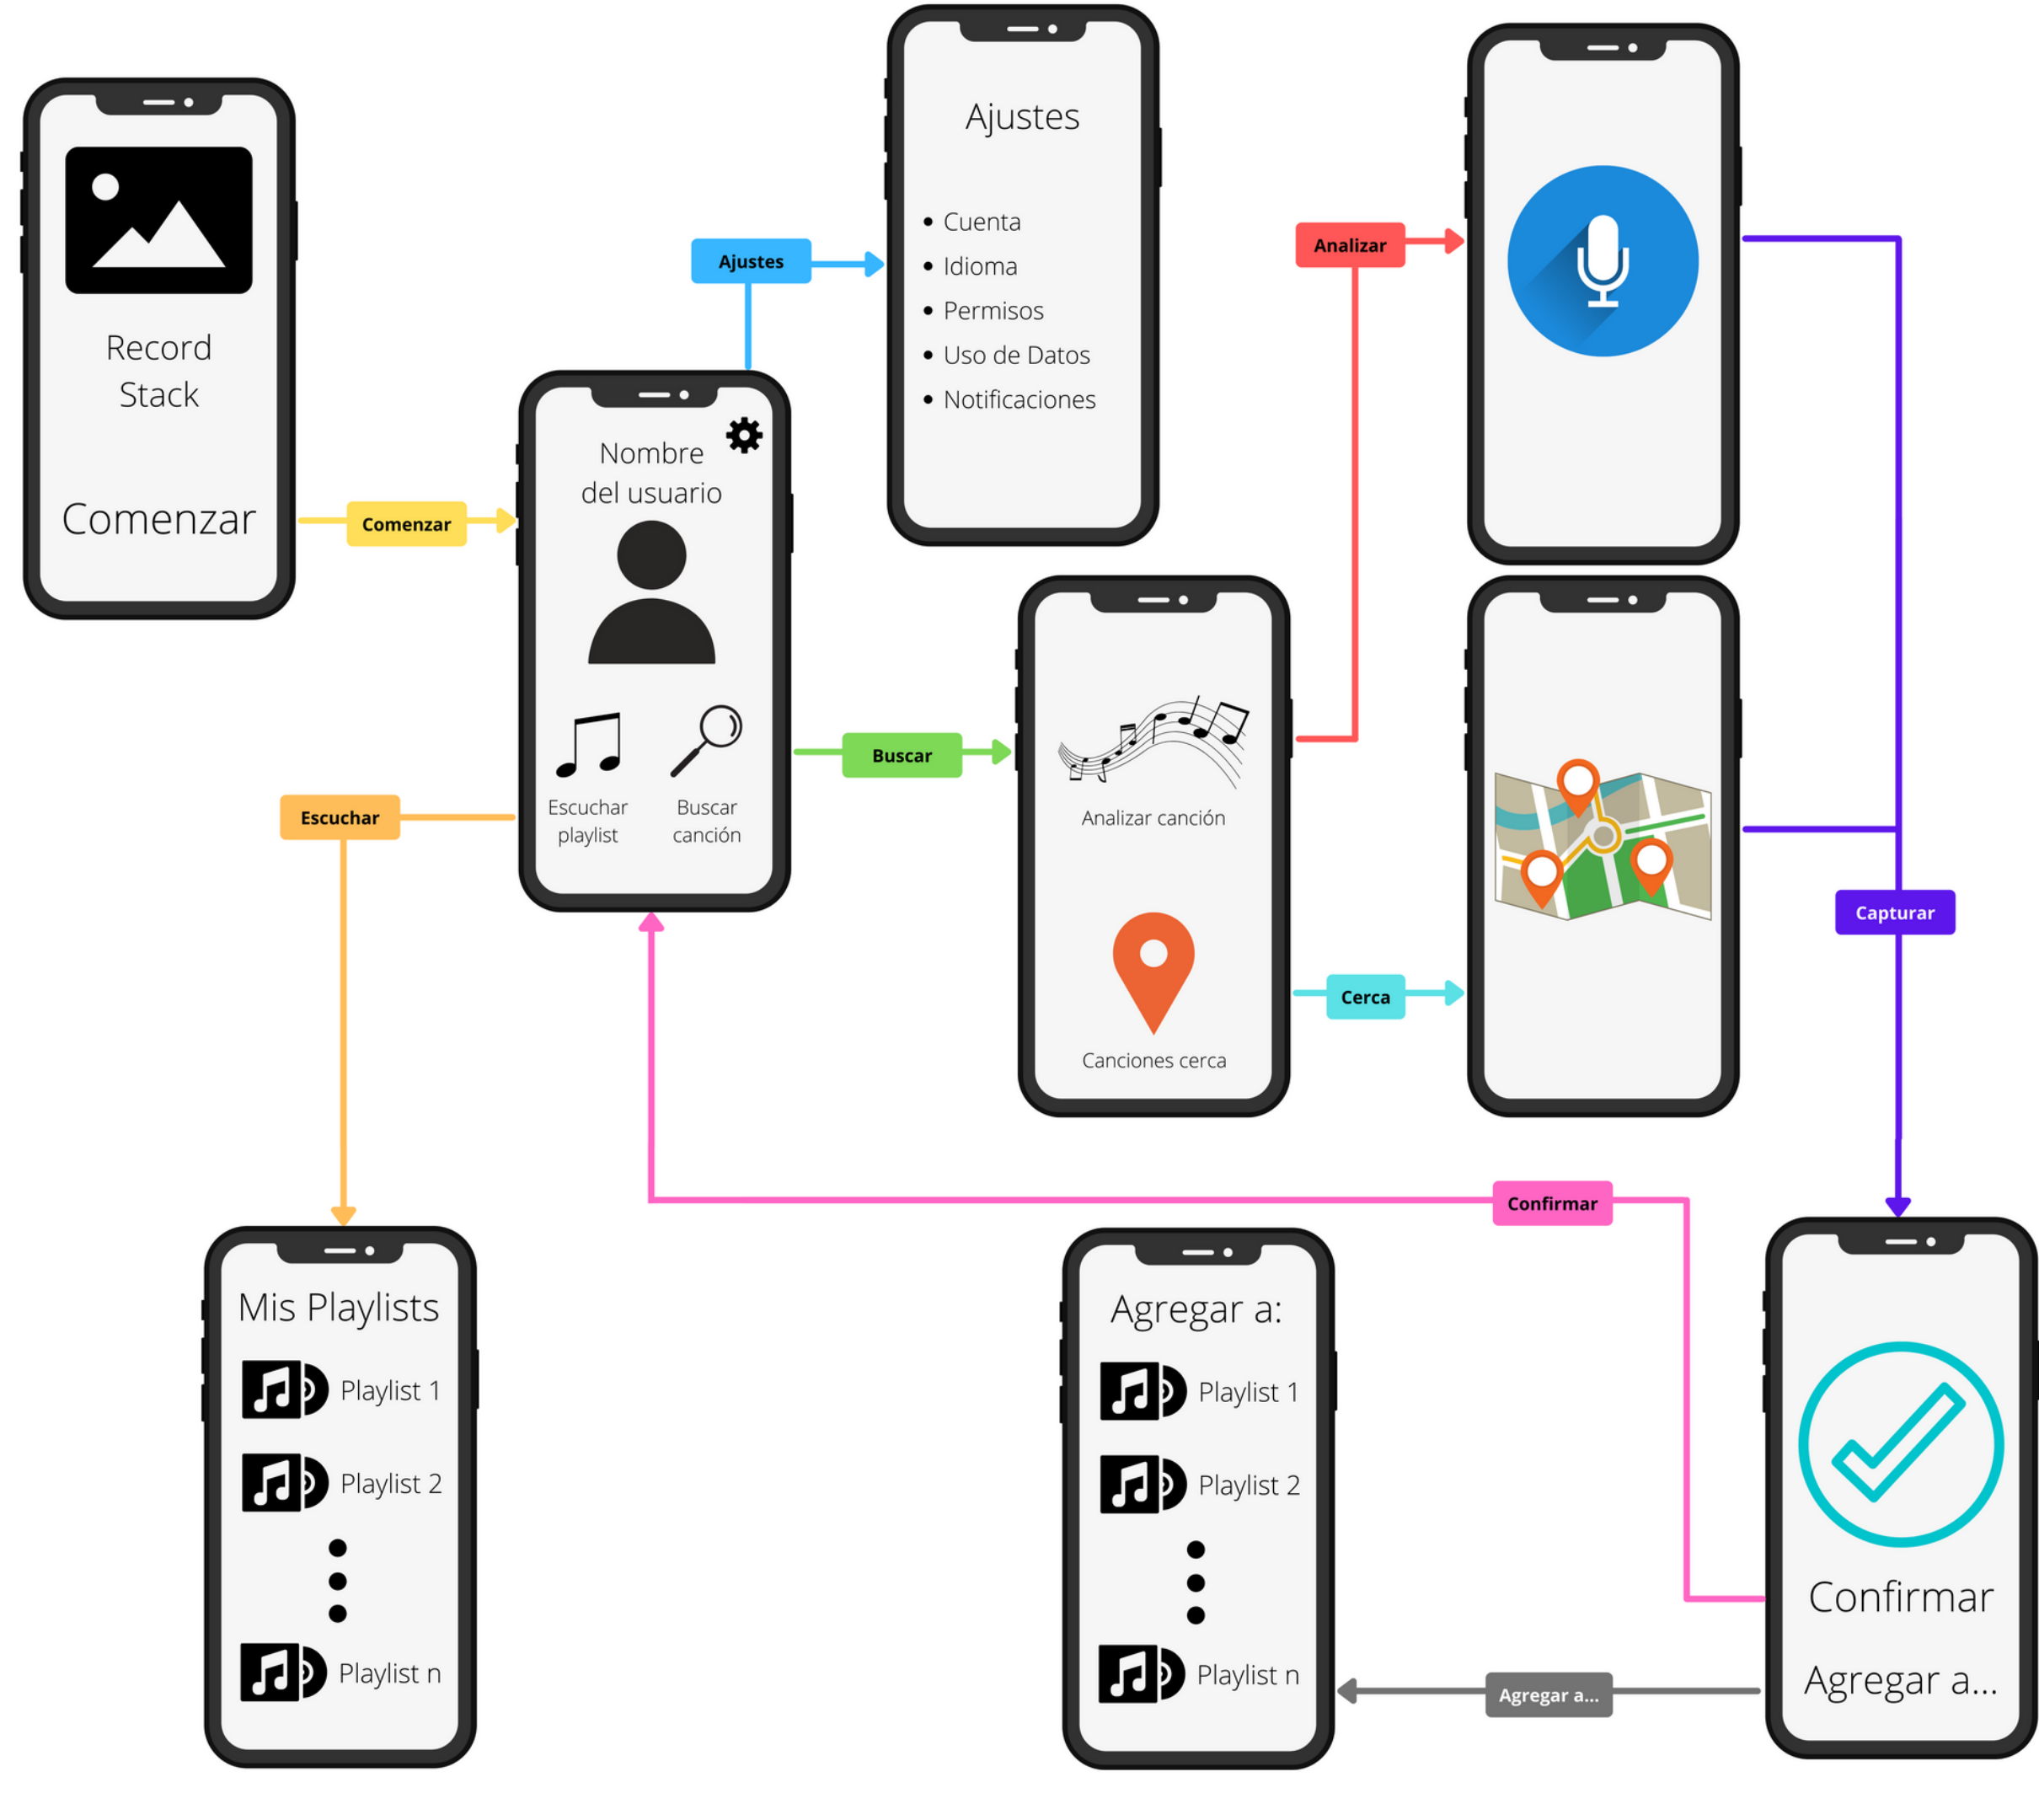 Record
Stack
Comenzar
Comenzar
Ajustes
Ajustes
Cuenta
Idioma
Permisos
Uso de Datos
Notificaciones
Nombre
del usuario
Escuchar
playlist
Buscar
canción
Escuchar
Buscar
Analizar
Analizar canción
Canciones cerca
Cerca
Capturar
Confirmar
Mis Playlists
Playlist 1
Playlist 2
Playlist n
Agregar a:
Playlist 1
Playlist 2
Playlist n
Agregar a...
Confirmar
Agregar a...